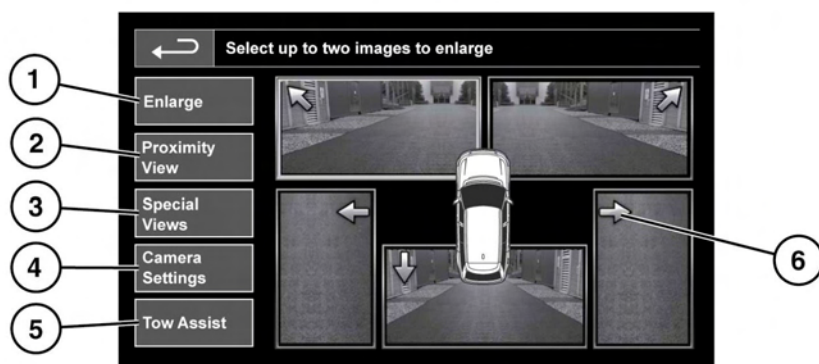 Select up to two images to enlarge
1
Enlarge
2
Proximity
View
3
Special
Views
4
Camera
Settings
5
Tow Assist
6